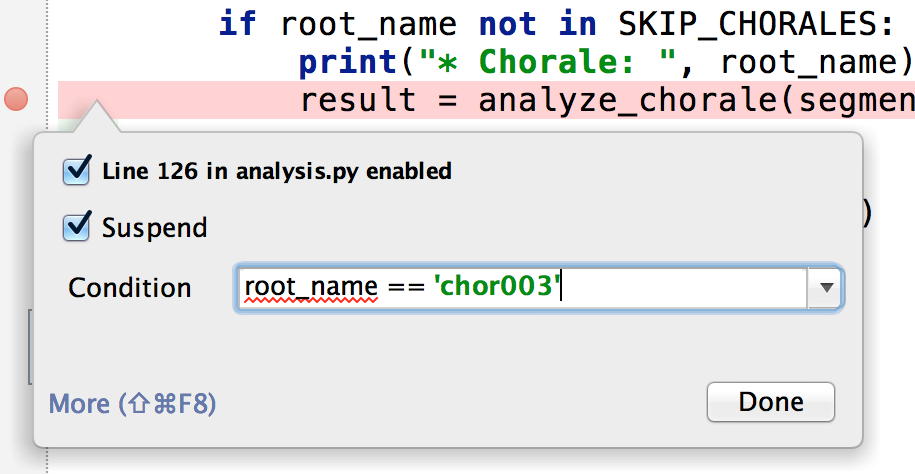 if root_name not in SKIP_CHORALES:
print("* Chorale: ", root_name)
result = analyze_chorale(segmen
)
Line 126 in analysis.py enabled
Suspend
Condition root_name == 'chor003'
More (⇧⌘F8) Done